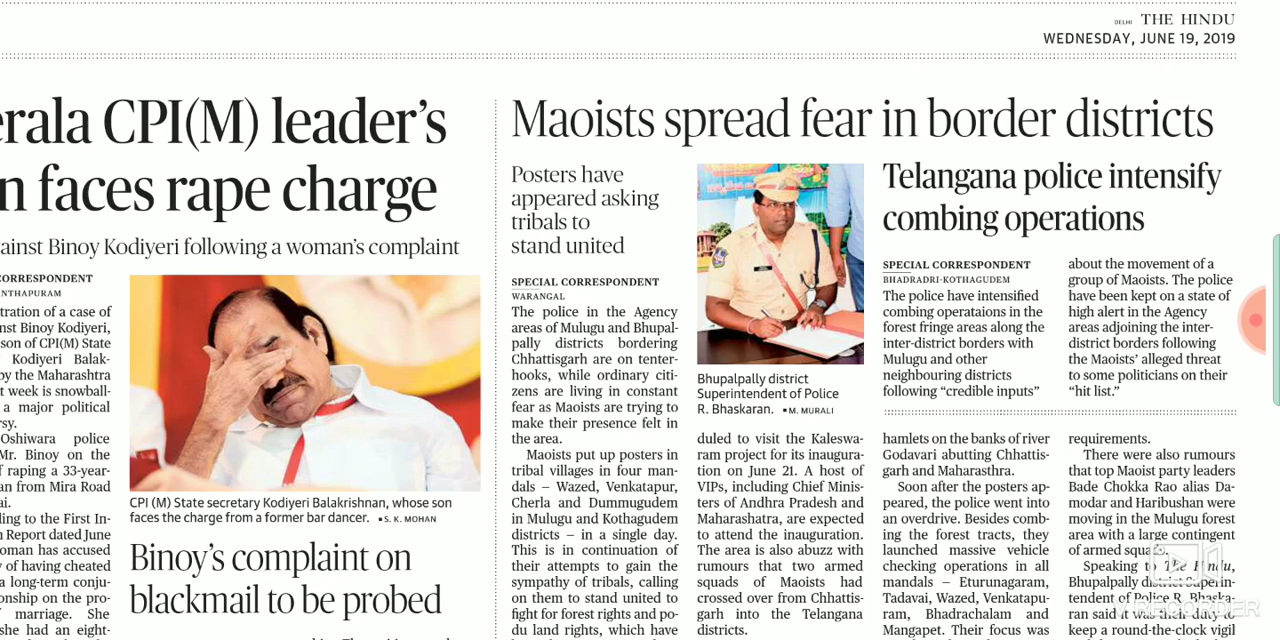 DELHI THE HINDU
WEDNESDAY, JUNE 19, 2019
erala CPI(M) leader’s
n faces rape charge
ainst Binoy Kodiyeri following a woman’s complaint
CORRESPONDENT
NTHAPURAM
tration of a case of
nst Binoy Kodiyeri,
son of CPI(M) State
Kodiyeri Balak-
by the Maharashtra
t week is snowball-
a major political
rsy.
Oshiwara police
Mr. Binoy on the
f raping a 33-year-
an from Mira Road
ai.
ding to the First In-
n Report dated June
oman has accused
y of having cheated
a long-term conju-
onship on the pro-
f marriage. She
she had an eight-
CPI (M) State secretary Kodiyeri Balakrishnan, whose son
faces the charge from a former bar dancer. ▪ S. K. MOHAN
Binoy’s complaint on
blackmail to be probed
Maoists spread fear in border districts
Posters have
appeared asking
tribals to
stand united
SPECIAL CORRESPONDENT
WARANGAL
The police in the Agency
areas of Mulugu and Bhupal-
pally districts bordering
Chhattisgarh are on tenter-
hooks, while ordinary citi-
zens are living in constant
fear as Maoists are trying to
make their presence felt in
the area.
Maoists put up posters in
tribal villages in four man-
dals – Wazed, Venkatapur,
Cherla and Dummugudem
in Mulugu and Kothagudem
districts – in a single day.
This is in continuation of
their attempts to gain the
sympathy of tribals, calling
on them to stand united to
fight for forest rights and po-
du land rights, which have
Bhupalpally district
Superintendent of Police
R. Bhaskaran. ▪ M. MURALI
duled to visit the Kaleswa-
ram project for its inaugura-
tion on June 21. A host of
VIPs, including Chief Minis-
ters of Andhra Pradesh and
Maharashatra, are expected
to attend the inauguration.
The area is also abuzz with
rumours that two armed
squads of Maoists had
crossed over from Chhattis-
garh into the Telangana
districts.
Telangana police intensify
combing operations
SPECIAL CORRESPONDENT
BHADRADRI-KOTHAGUDEM
The police have intensified
combing operataions in the
forest fringe areas along the
inter-district borders with
Mulugu and other
neighbouring districts
following “credible inputs”
about the movement of a
group of Maoists. The police
have been kept on a state of
high alert in the Agency
areas adjoining the inter-
district borders following
the Maoists’ alleged threat
to some politicians on their
“hit list.”
hamlets on the banks of river
Godavari abutting Chhattis-
garh and Maharashtra.
Soon after the posters ap-
peared, the police went into
an overdrive. Besides comb-
ing the forest tracts, they
launched massive vehicle
checking operations in all
mandals – Eturunagaram,
Tadavai, Wazed, Venkatapu-
ram, Bhadrachalam and
Mangapet. Their focus was
requirements.
There were also rumours
that top Maoist party leaders
Bade Chokka Rao alias Da-
modar and Haribushan were
moving in the Mulugu forest
area with a large contingent
of armed squads.
Speaking to The Hindu,
Bhupalpally district Superin-
tendent of Police R. Bhaska-
ran said it was their duty to
keep a round-the-clock vigil
V RECORDER